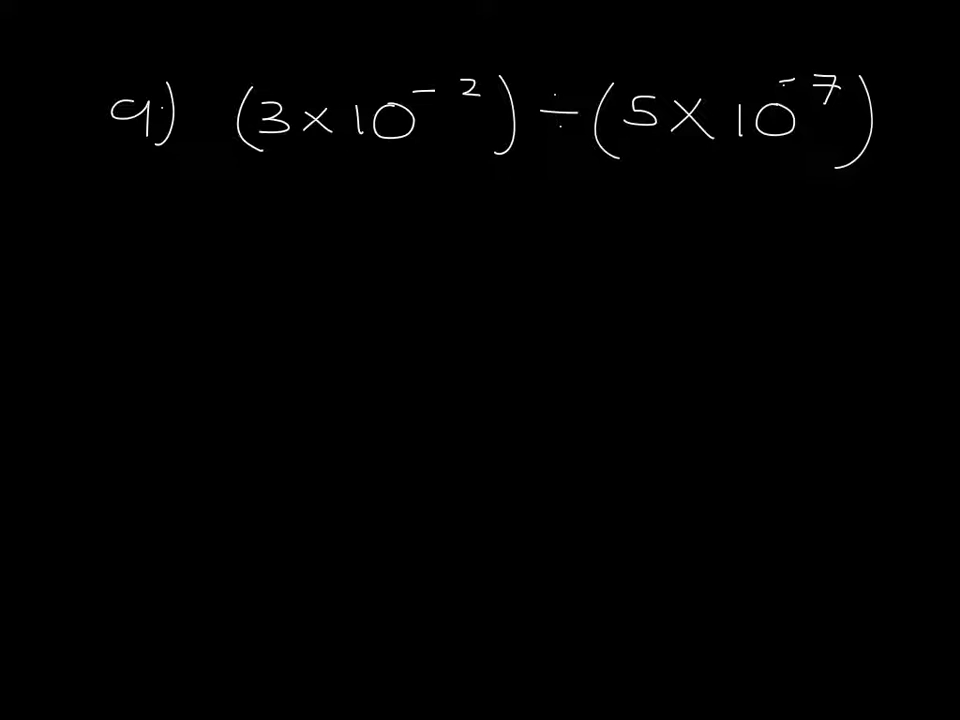 9) (3 × 10⁻²) ÷ (5 × 10⁻⁷)